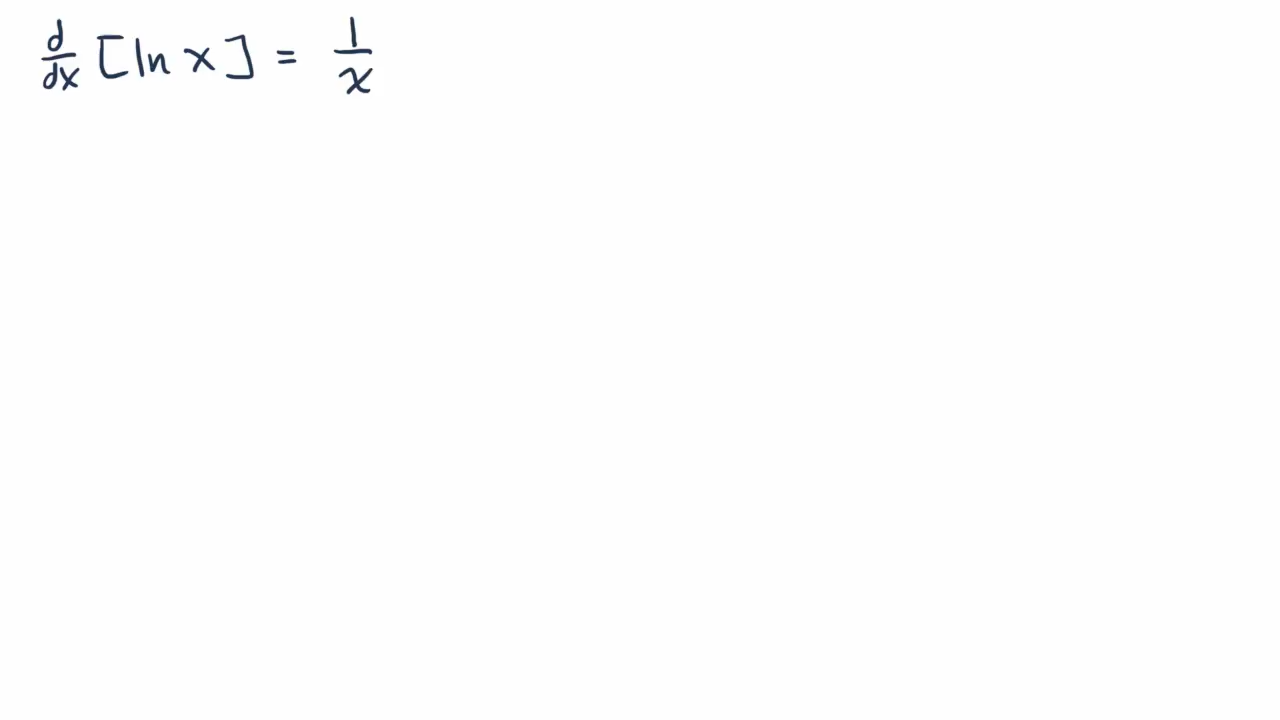 d/dx [ln x] = 1/x